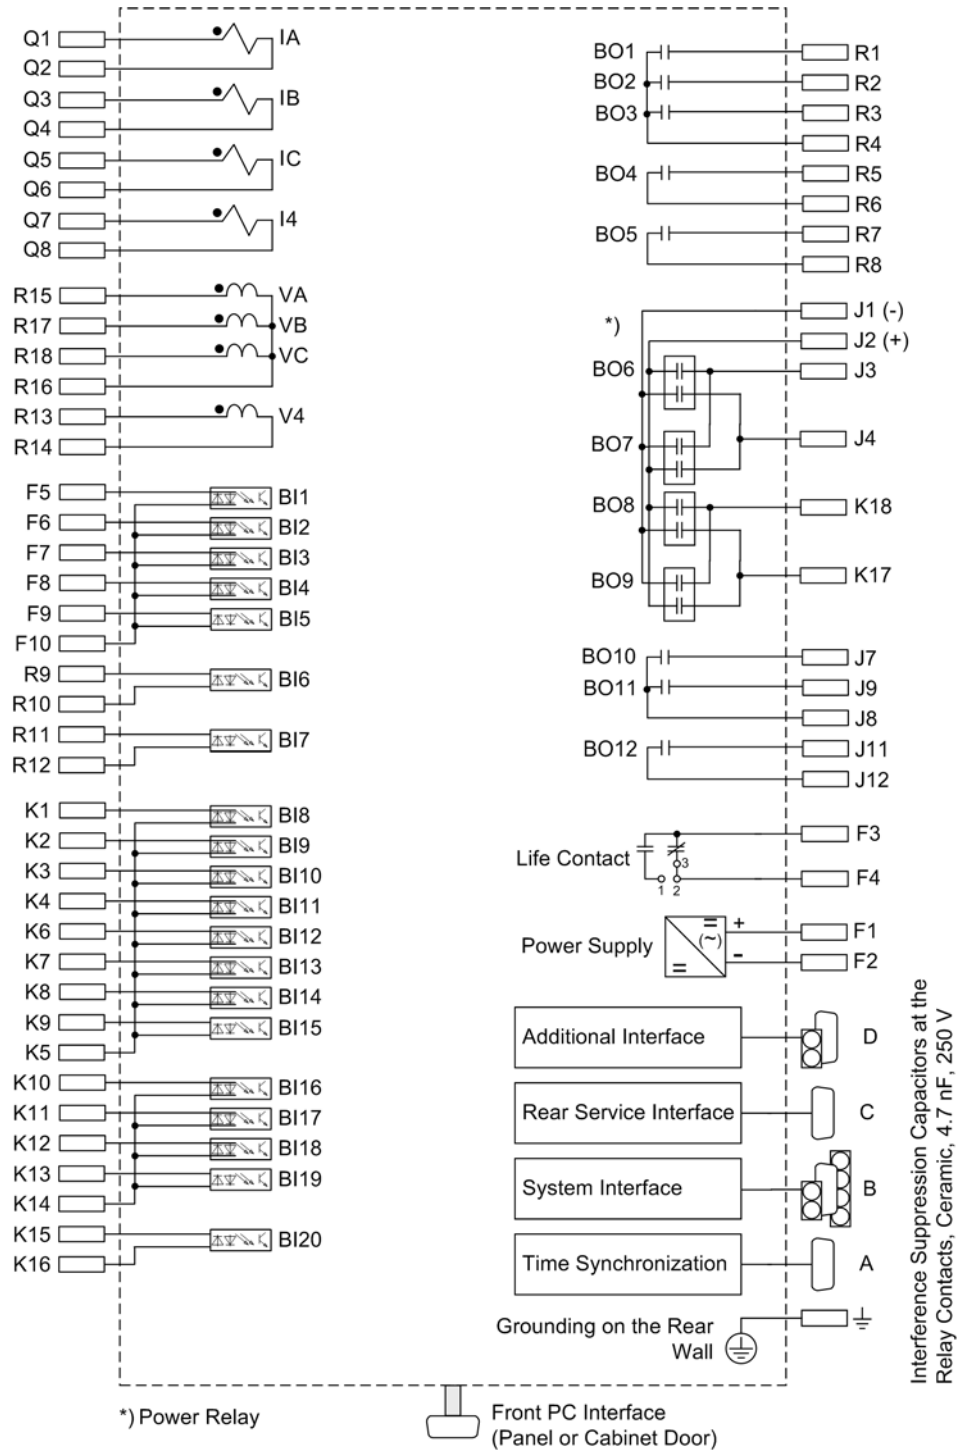 Q1 IA
Q2
Q3 IB
Q4
Q5 IC
Q6
Q7 I4
Q8
R15 VA
R17 VB
R18 VC
R16
R13 V4
R14
F5 BI1
F6 BI2
F7 BI3
F8 BI4
F9 BI5
F10
R9 BI6
R10
R11 BI7
R12
K1 BI8
K2 BI9
K3 BI10
K4 BI11
K6 BI12
K7 BI13
K8 BI14
K9 BI15
K5
K10 BI16
K11 BI17
K12 BI18
K13 BI19
K14
K15 BI20
K16
BO1 R1
BO2 R2
BO3 R3
R4
BO4 R5
R6
BO5 R7
R8
J1 (-)
*)
J2 (+)
BO6 J3
BO7 J4
BO8 K18
BO9 K17
BO10 J7
BO11 J9
J8
BO12 J11
J12
F3
Life Contact 3
1 2 F4
= + F1
Power Supply (~)
= - F2
Additional Interface D
Rear Service Interface C
System Interface B
Time Synchronization A
Grounding on the Rear
Wall
*) Power Relay
Front PC Interface
(Panel or Cabinet Door)
Interference Suppression Capacitors at the
Relay Contacts, Ceramic, 4.7 nF, 250 V